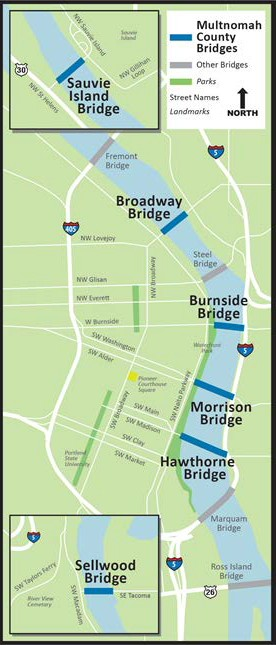 Multnomah
County
Bridges
Other Bridges
Parks
Street Names
Landmarks
NORTH
NW Sauvie Island
Sauvie
Island
NW Gillihan
Loop
30
NW St Helens
Sauvie
Island
Bridge
5
Fremont
Bridge
Broadway
Bridge
405
NW Lovejoy
NW Broadway
Steel
Bridge
NW Glisan
NW Everett
W Burnside
Burnside
Bridge
Waterfront
Park
5
SW Washington
SW Alder
Pioneer
Courthouse
Square
SW Naito Parkway
SW Broadway
Morrison
Bridge
SW Main
SW Madison
SW Clay
SW Market
Portland
State
University
Hawthorne
Bridge
Marquam
Bridge
5
Ross Island
Bridge
26
5
Sellwood
Bridge
SW Taylors Ferry
River View
Cemetery
SW Macadam
SE Tacoma